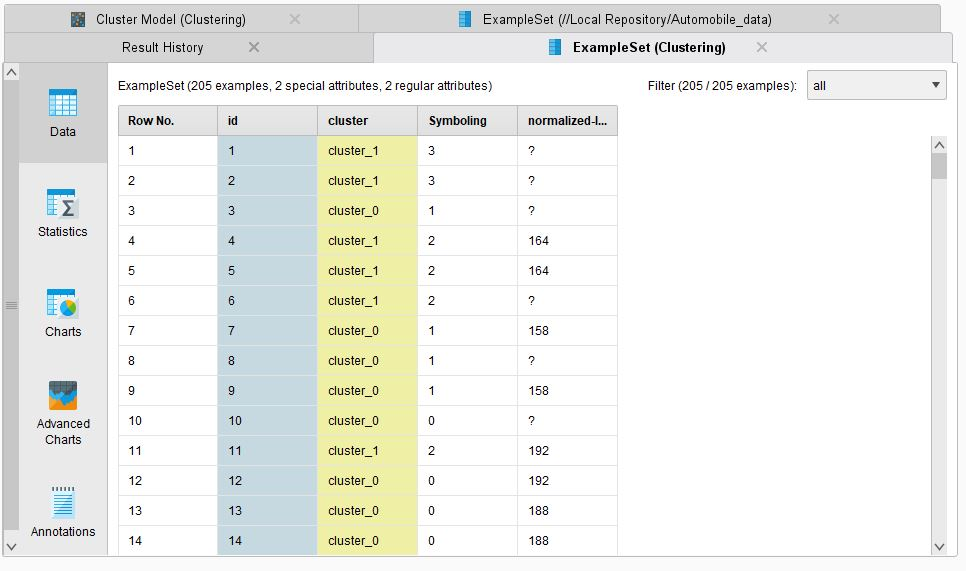 Cluster Model (Clustering)
ExampleSet (//Local Repository/Automobile_data)
Result History
ExampleSet (Clustering)
Data
Statistics
Charts
Advanced
Charts
Annotations
ExampleSet (205 examples, 2 special attributes, 2 regular attributes)
Filter (205 / 205 examples): all
Row No. id cluster Symboling normalized-l...
1 1 cluster_1 3 ?
2 2 cluster_1 3 ?
3 3 cluster_0 1 ?
4 4 cluster_1 2 164
5 5 cluster_1 2 164
6 6 cluster_1 2 ?
7 7 cluster_0 1 158
8 8 cluster_0 1 ?
9 9 cluster_0 1 158
10 10 cluster_0 0 ?
11 11 cluster_1 2 192
12 12 cluster_0 0 192
13 13 cluster_0 0 188
14 14 cluster_0 0 188